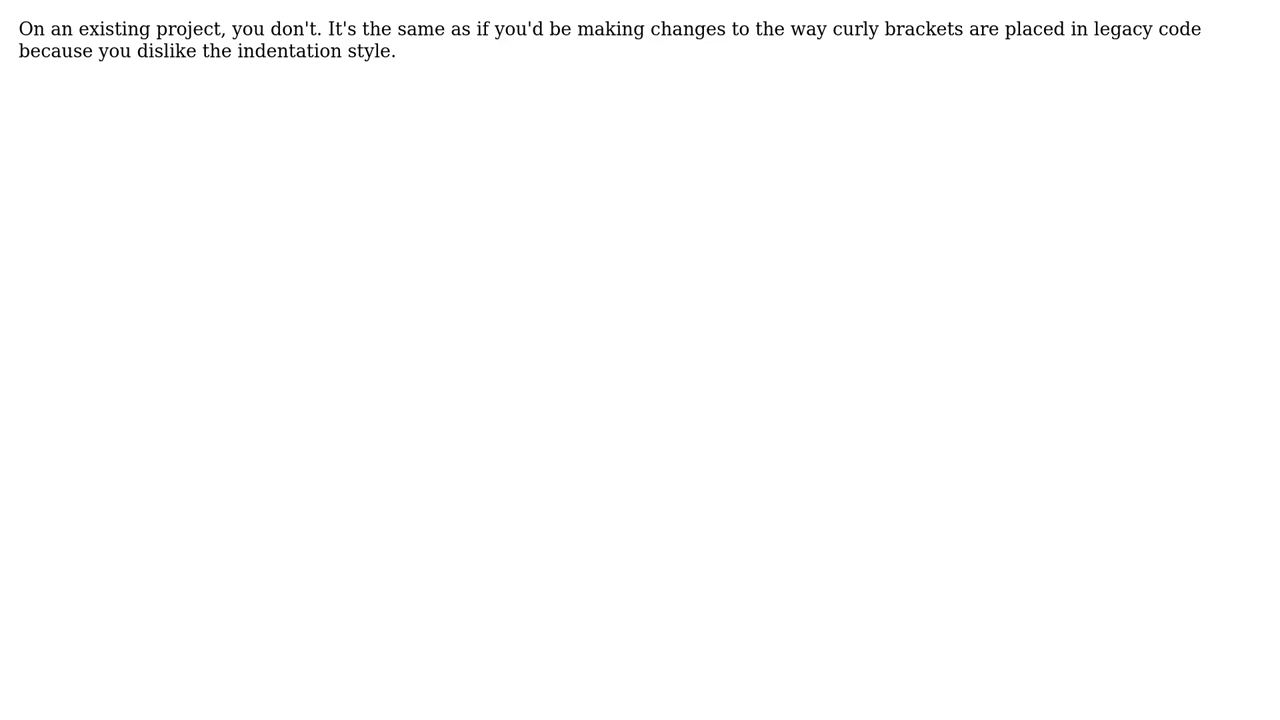 On an existing project, you don't. It's the same as if you'd be making changes to the way curly brackets are placed in legacy code
because you dislike the indentation style.